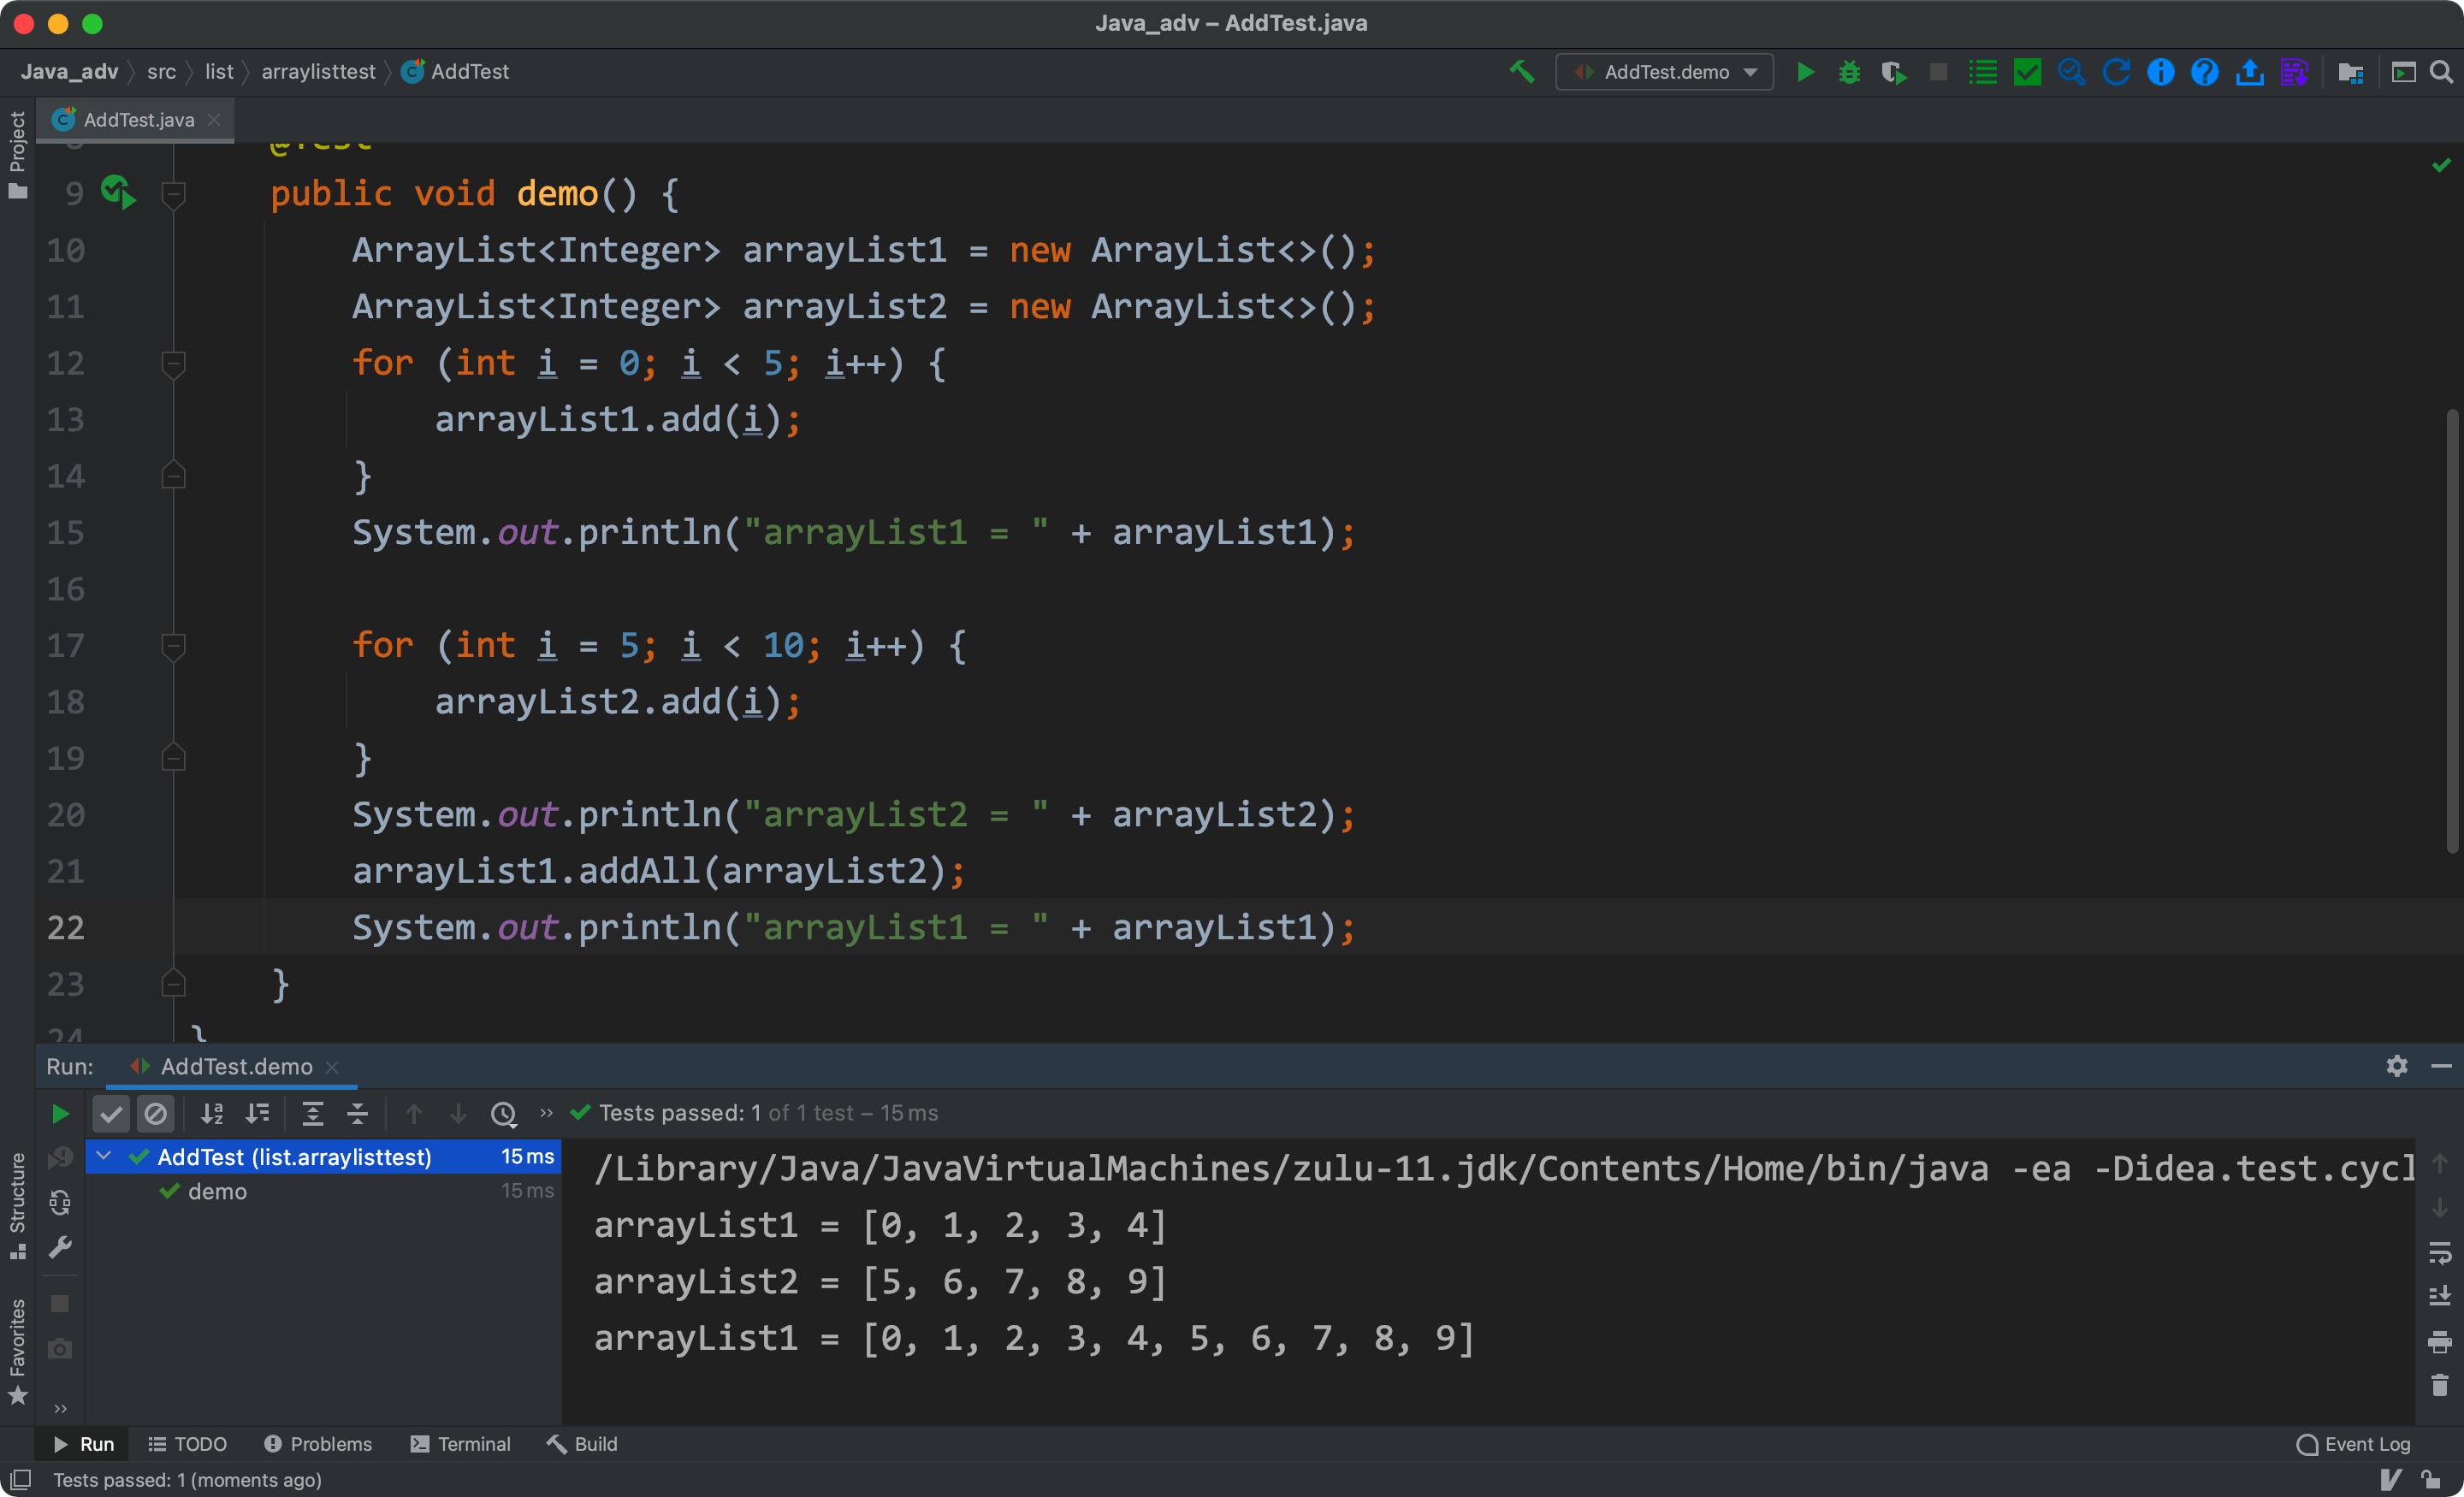 Java_adv – AddTest.java
Java_adv src list arraylisttest AddTest
AddTest.demo
Project
AddTest.java
@Test
9 public void demo() {
10 ArrayList<Integer> arrayList1 = new ArrayList<>();
11 ArrayList<Integer> arrayList2 = new ArrayList<>();
12 for (int i = 0; i < 5; i++) {
13 arrayList1.add(i);
14 }
15 System.out.println("arrayList1 = " + arrayList1);
16
17 for (int i = 5; i < 10; i++) {
18 arrayList2.add(i);
19 }
20 System.out.println("arrayList2 = " + arrayList2);
21 arrayList1.addAll(arrayList2);
22 System.out.println("arrayList1 = " + arrayList1);
23 }
24 }
Run: AddTest.demo
Tests passed: 1 of 1 test – 15 ms
AddTest (list.arraylisttest) 15 ms
demo 15 ms
/Library/Java/JavaVirtualMachines/zulu-11.jdk/Contents/Home/bin/java -ea -Didea.test.cycl
arrayList1 = [0, 1, 2, 3, 4]
arrayList2 = [5, 6, 7, 8, 9]
arrayList1 = [0, 1, 2, 3, 4, 5, 6, 7, 8, 9]
Structure
Favorites
Run TODO Problems Terminal Build Event Log
Tests passed: 1 (moments ago)